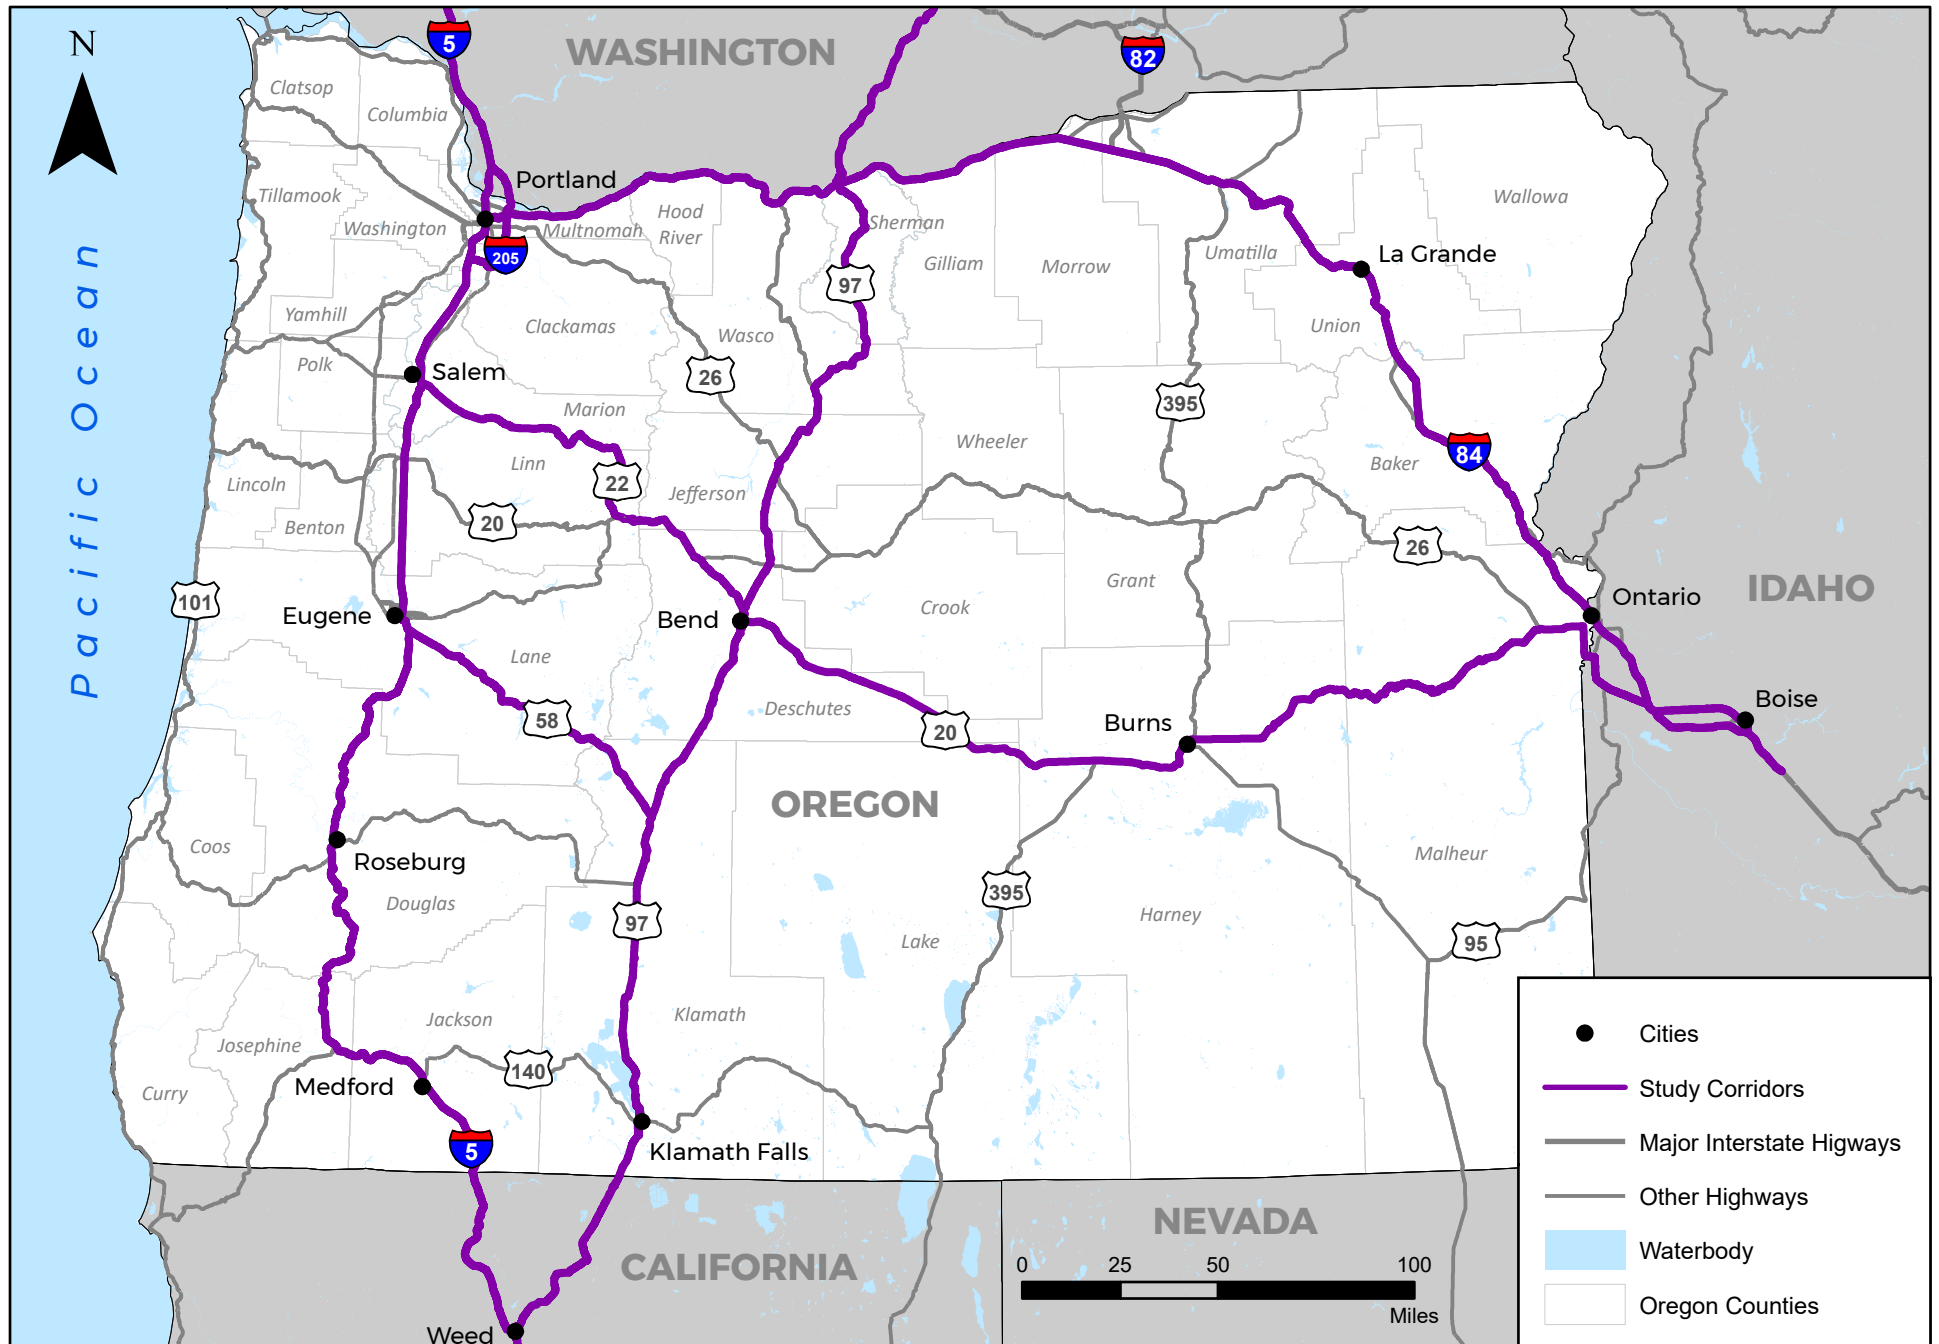 N
5
WASHINGTON
82
Clatsop
Columbia
Portland
Tillamook
Washington
Multnomah
Hood
River
Sherman
Wallowa
205
97
Gilliam
Morrow
Umatilla
La Grande
Pacific Ocean
Yamhill
Clackamas
Wasco
Union
Polk
Salem
26
Marion
395
Wheeler
Linn
84
Baker
Lincoln
22
Jefferson
Benton
20
26
101
Eugene
Bend
Crook
Grant
Ontario
IDAHO
Lane
58
Deschutes
20
Burns
Boise
OREGON
Coos
Roseburg
Douglas
395
Malheur
97
Lake
Harney
95
Jackson
Klamath
Josephine
Curry
Medford
140
5
Klamath Falls
CALIFORNIA
NEVADA
Weed
0 25 50 100
Miles
Cities
Study Corridors
Major Interstate Higways
Other Highways
Waterbody
Oregon Counties